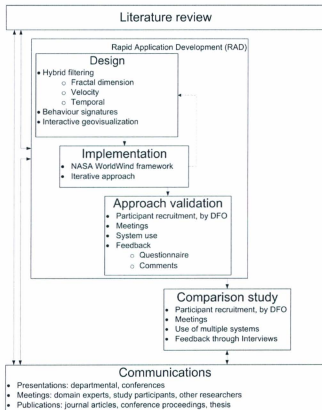 Literature review
Rapid Application Development (RAD)
Design
• Hybrid filtering
o Fractal dimension
o Velocity
o Temporal
• Behaviour signatures
• Interactive geovisualization
Implementation
• NASA WorldWind framework
• Iterative approach
Approach validation
• Participant recruitment, by DFO
• Meetings
• System use
• Feedback
o Questionnaire
o Comments
Comparison study
• Participant recruitment, by DFO
• Meetings
• Use of multiple systems
• Feedback through Interviews
Communications
• Presentations: departmental, conferences
• Meetings: domain experts, study participants, other researchers
• Publications: journal articles, conference proceedings, thesis